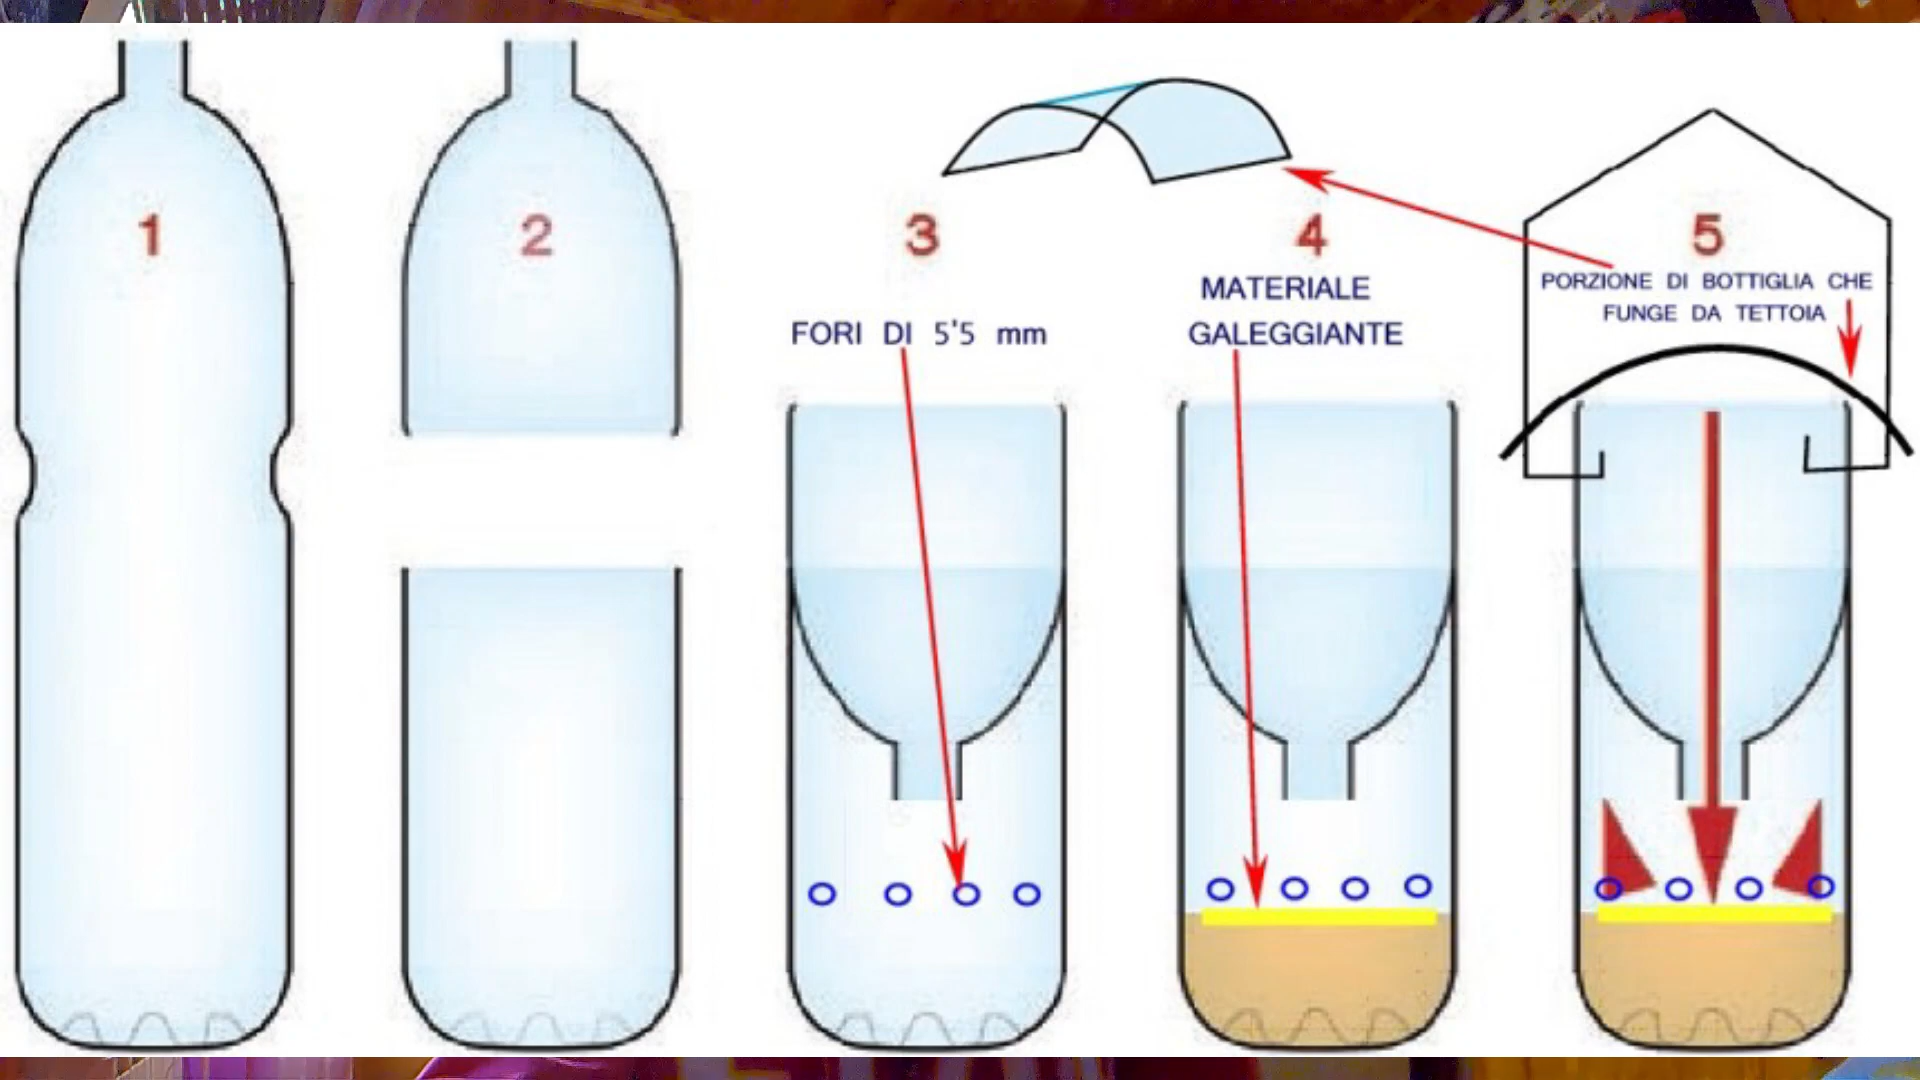 1
2
3
FORI DI 5'5 mm
4
MATERIALE
GALEGGIANTE
5
PORZIONE DI BOTTIGLIA CHE
FUNGE DA TETTOIA